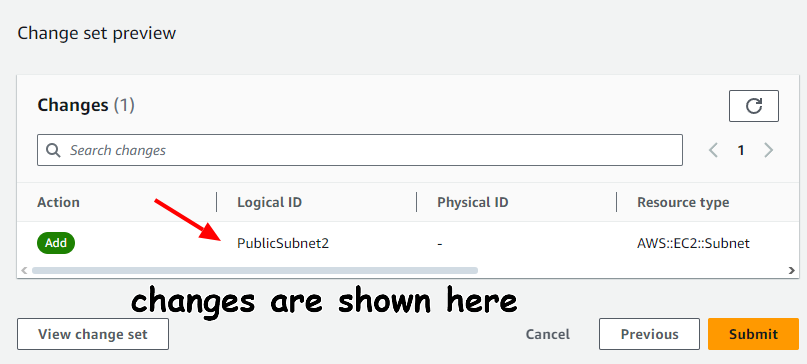 Change set preview
Changes (1)
Search changes
1
Action Logical ID Physical ID Resource type
Add PublicSubnet2 - AWS::EC2::Subnet
changes are shown here
View change set Cancel Previous Submit